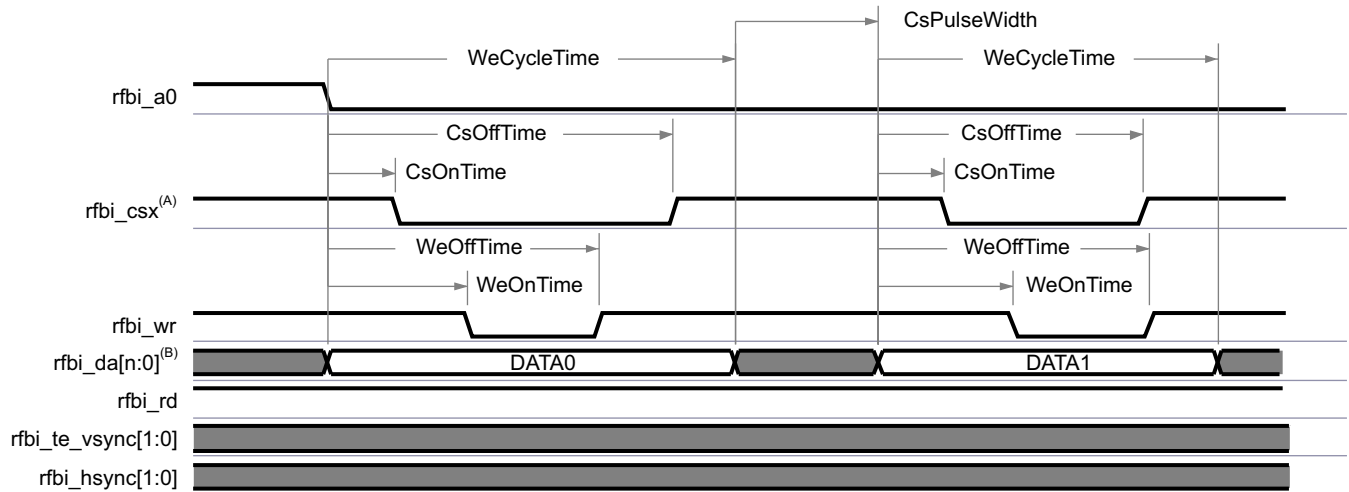 CsPulseWidth
WeCycleTime WeCycleTime
rfbi_a0
CsOffTime CsOffTime
CsOnTime CsOnTime
rfbi_csx(A)
WeOffTime WeOffTime
WeOnTime WeOnTime
rfbi_wr
rfbi_da[n:0](B) DATA0 DATA1
rfbi_rd
rfbi_te_vsync[1:0]
rfbi_hsync[1:0]